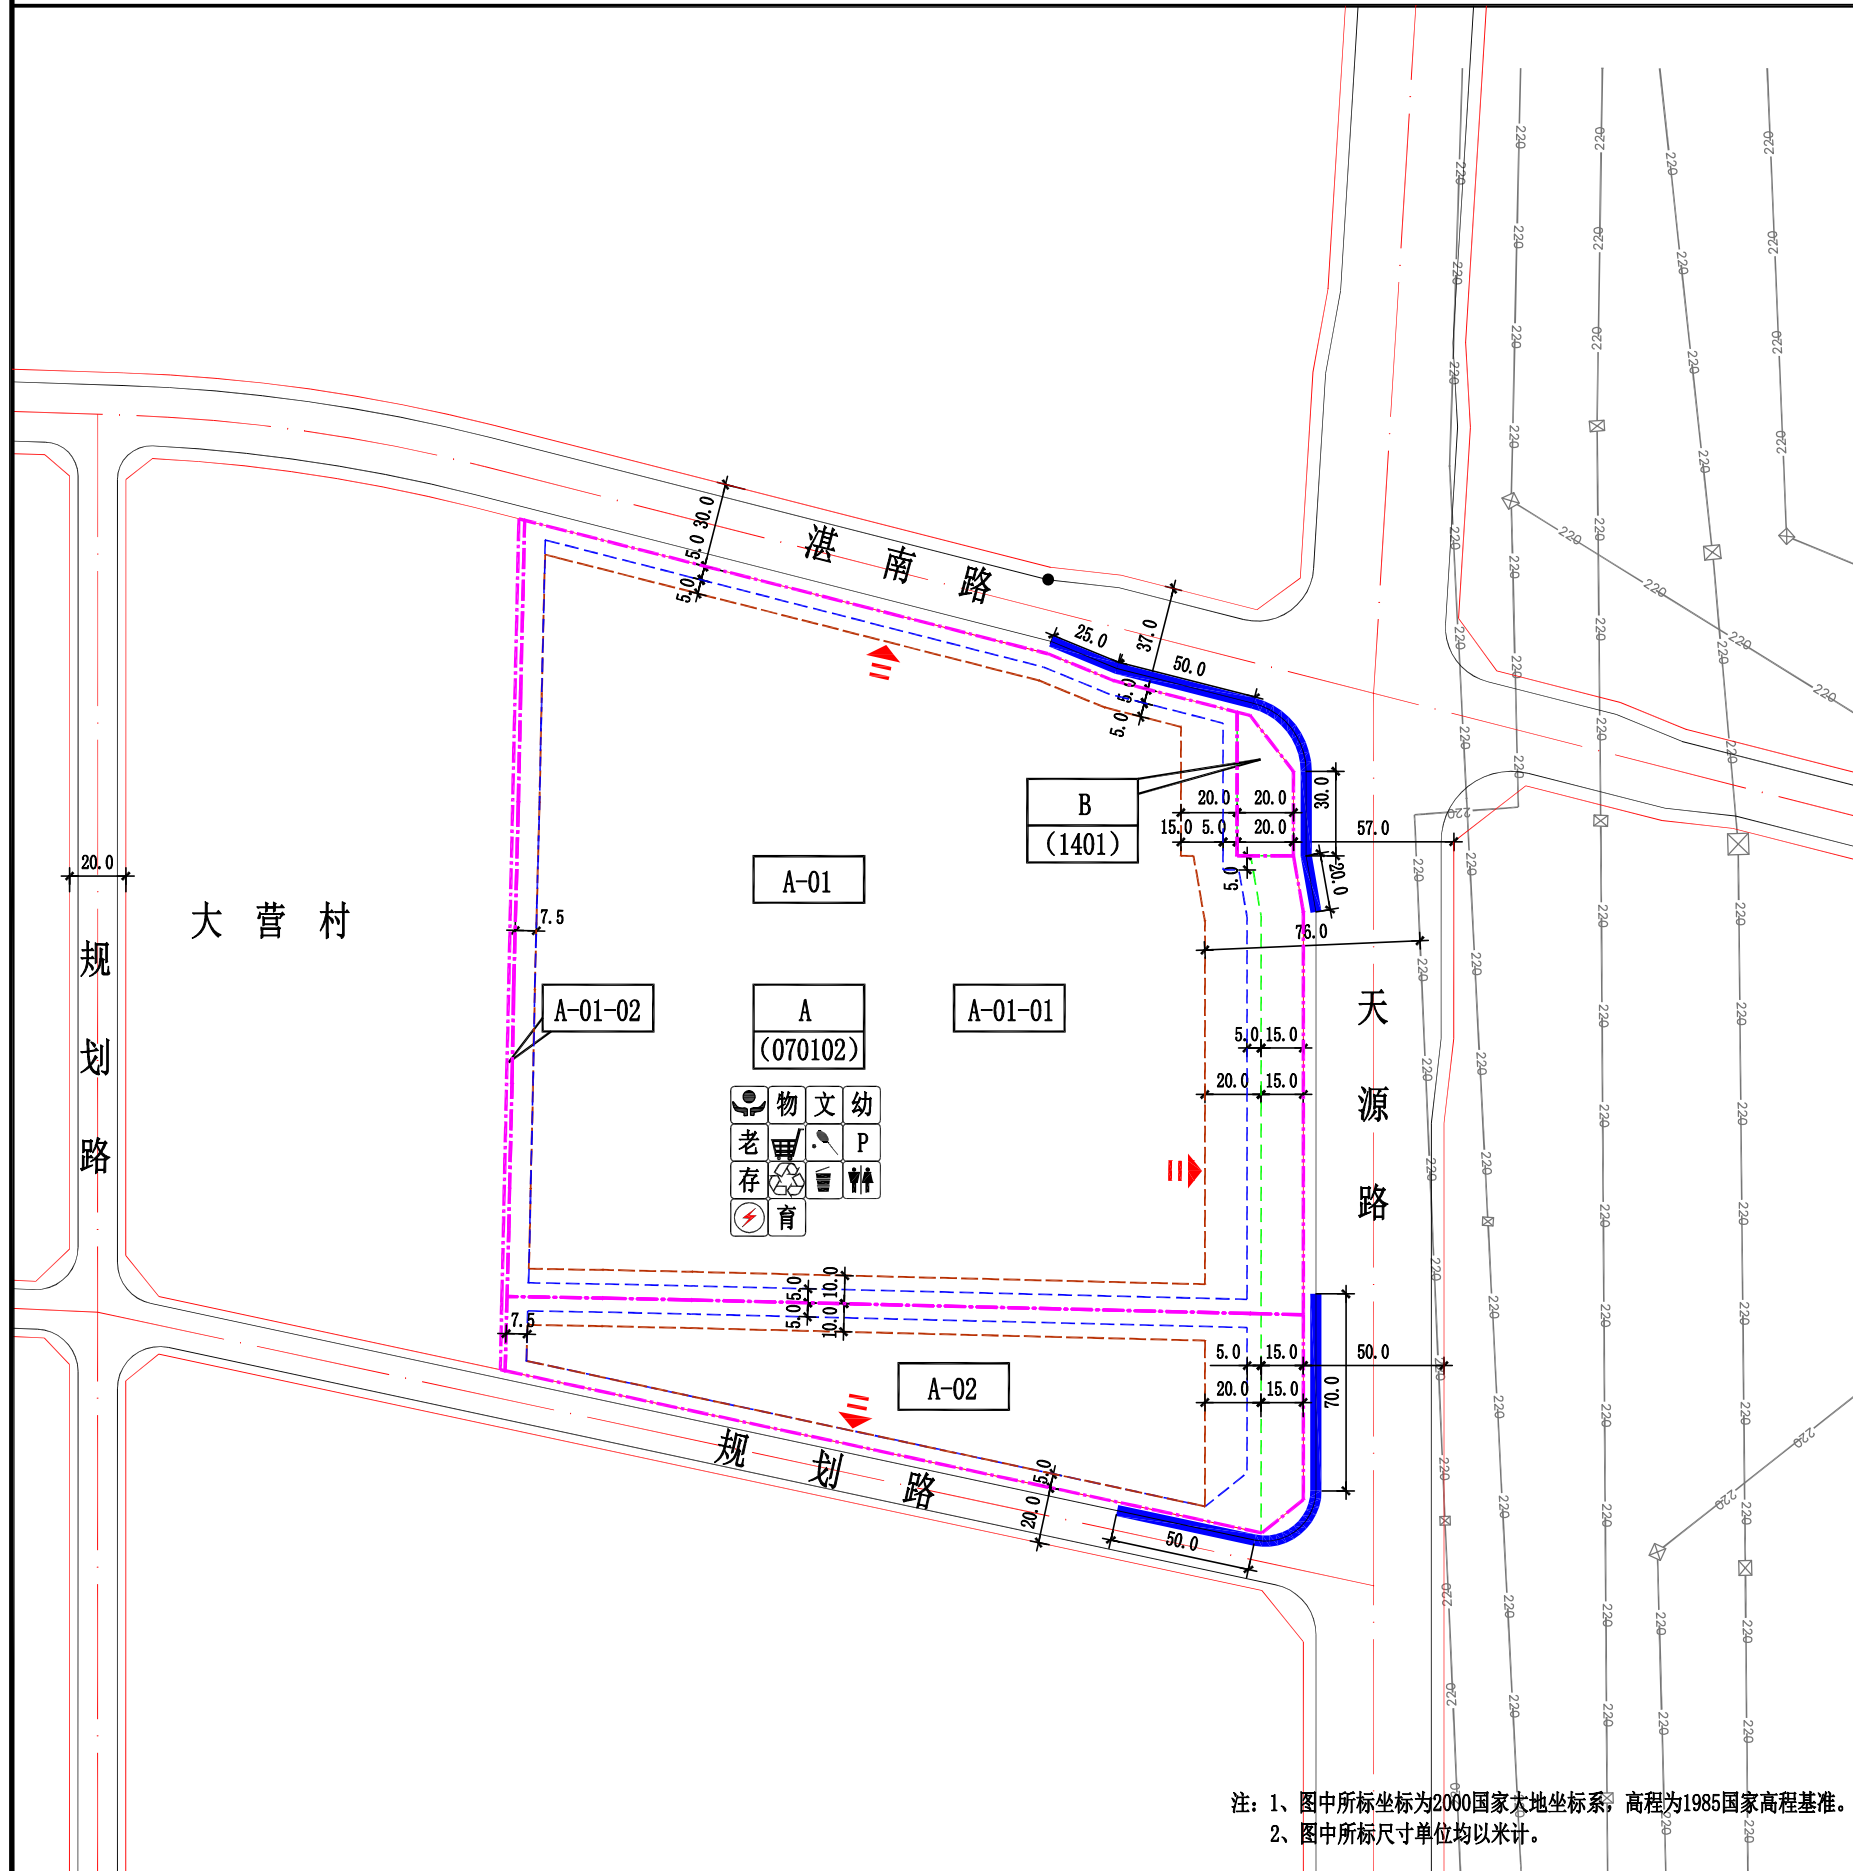 湛南路
30.0
5.0
5.0
25.0
37.0
50.0
5.0
5.0
B
(1401)
20.0 20.0
15.0 5.0 20.0
30.0
57.0
20.0
5.0
76.0
20.0
大营村
规划路
7.5
A-01
A-01-02
A
(070102)
A-01-01
物 文 幼
老 P
存
育
天源路
5.0 15.0
20.0 15.0
5.0 10.0
5.0 10.0
7.5
A-02
5.0 15.0 50.0
20.0 15.0
70.0
规划路
5.0
20.0
50.0
220
注：1、图中所标坐标为2000国家大地坐标系，高程为1985国家高程基准。
2、图中所标尺寸单位均以米计。